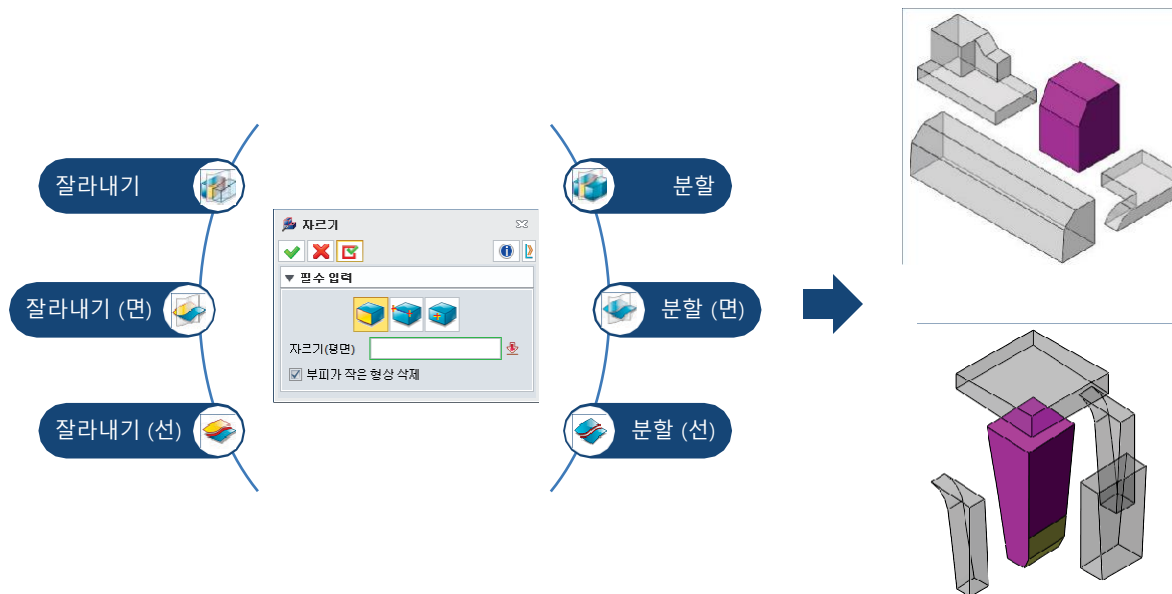 잘라내기
잘라내기 (면)
잘라내기 (선)
자르기
필수 입력
자르기(평면)
부피가 작은 형상 삭제
분할
분할 (면)
분할 (선)